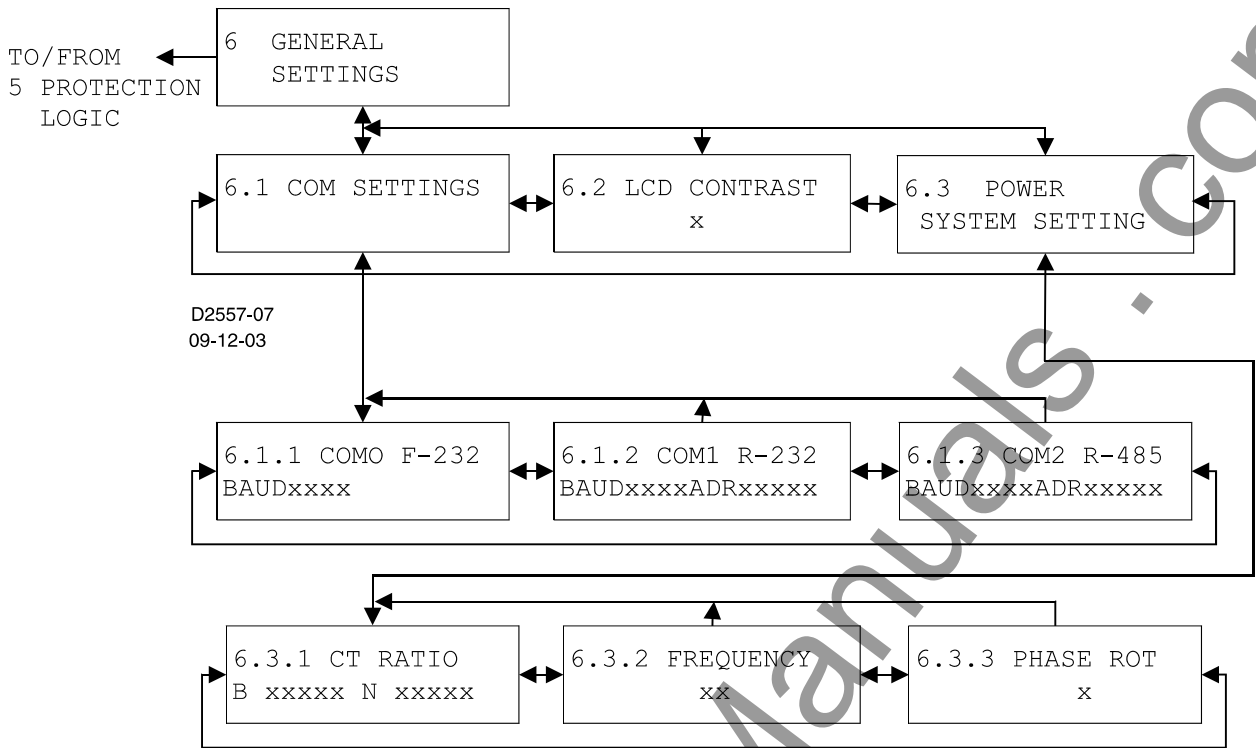 6 GENERAL
SETTINGS
TO/FROM
5 PROTECTION
LOGIC
6.1 COM SETTINGS
6.2 LCD CONTRAST
x
6.3 POWER
SYSTEM SETTING
D2557-07
09-12-03
6.1.1 COMO F-232
BAUDxxxx
6.1.2 COM1 R-232
BAUDxxxxADRxxxxx
6.1.3 COM2 R-485
BAUDxxxxADRxxxxx
6.3.1 CT RATIO
B xxxxx N xxxxx
6.3.2 FREQUENCY
xx
6.3.3 PHASE ROT
x
Manuals . co